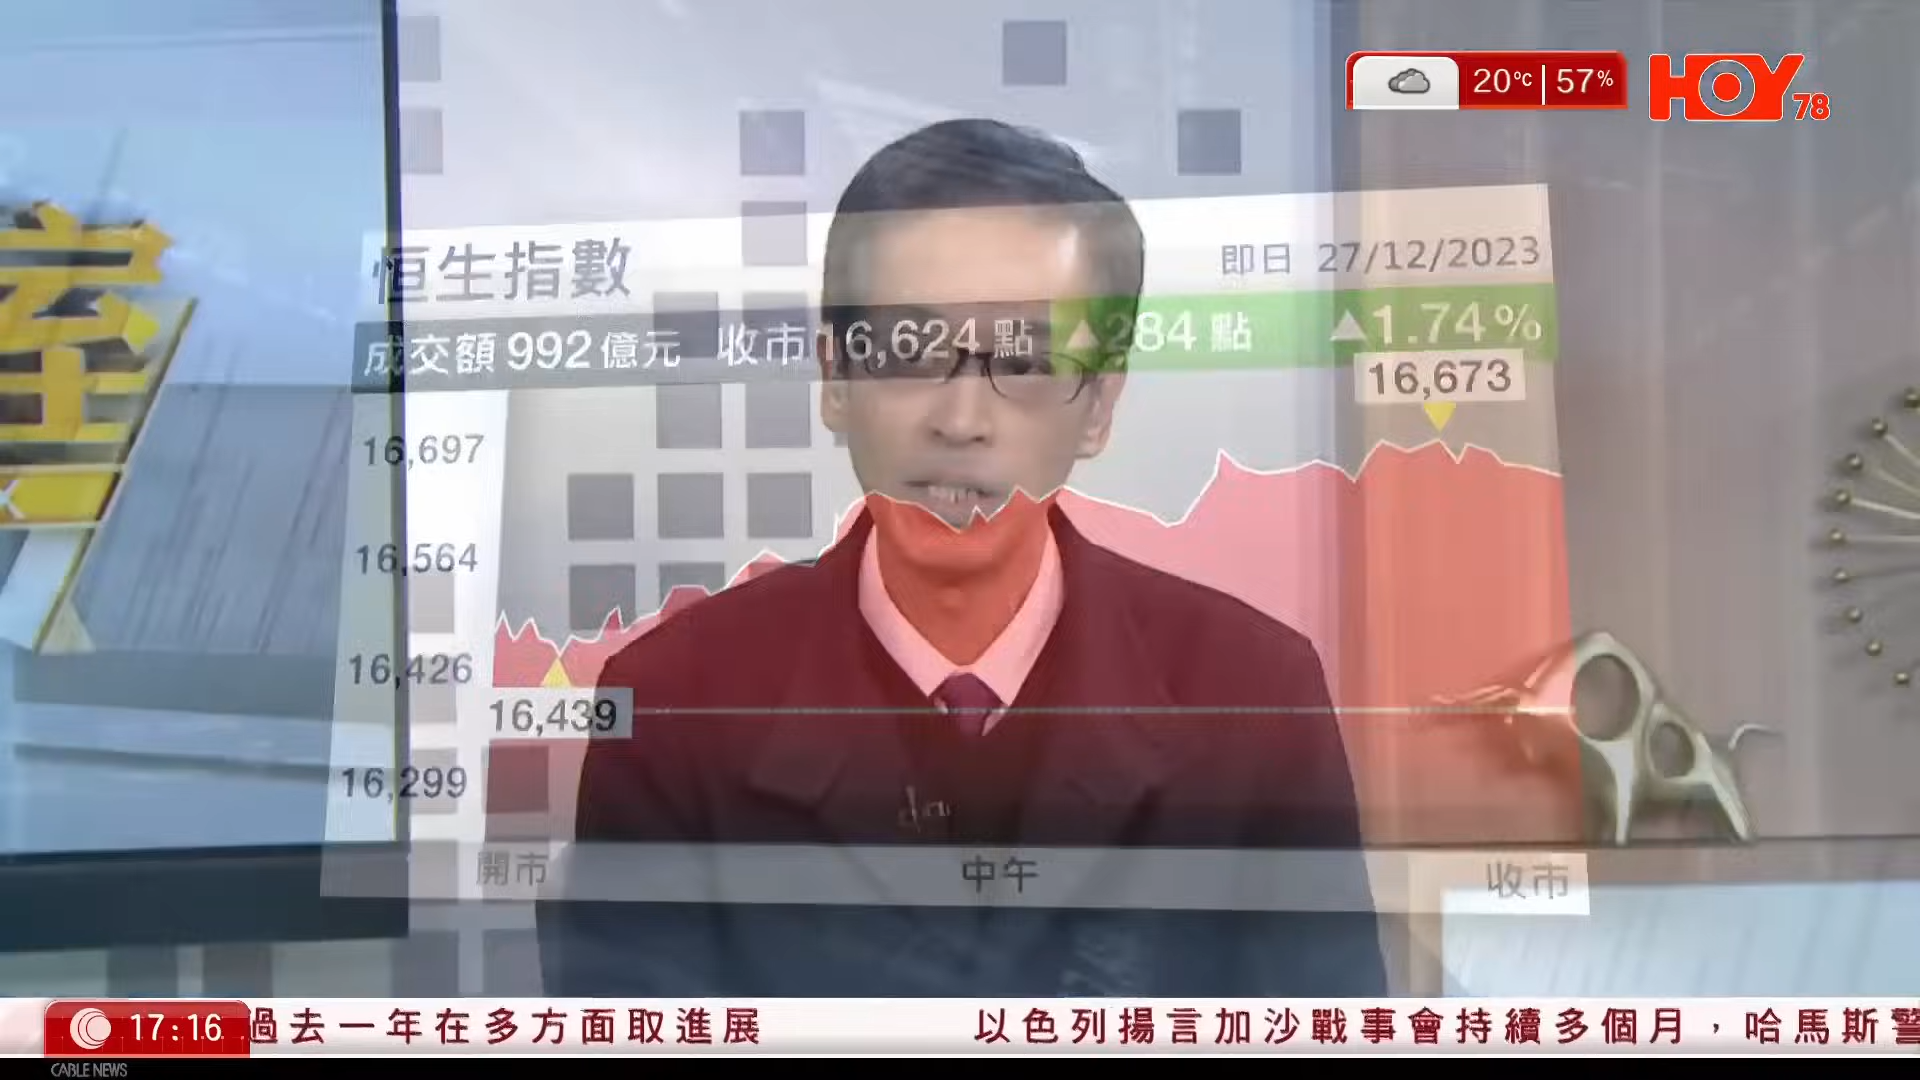 20°C 57%
HOY 78
室
恒生指數
即日 27/12/2023
成交額 992 億元 收市 16,624 點 ▲284 點 ▲1.74%
16,673
16,697
16,564
16,426
16,439
16,299
開市 中午 收市
17:16 過去一年在多方面取進展 以色列揚言加沙戰事會持續多個月,哈馬斯警
CABLE NEWS